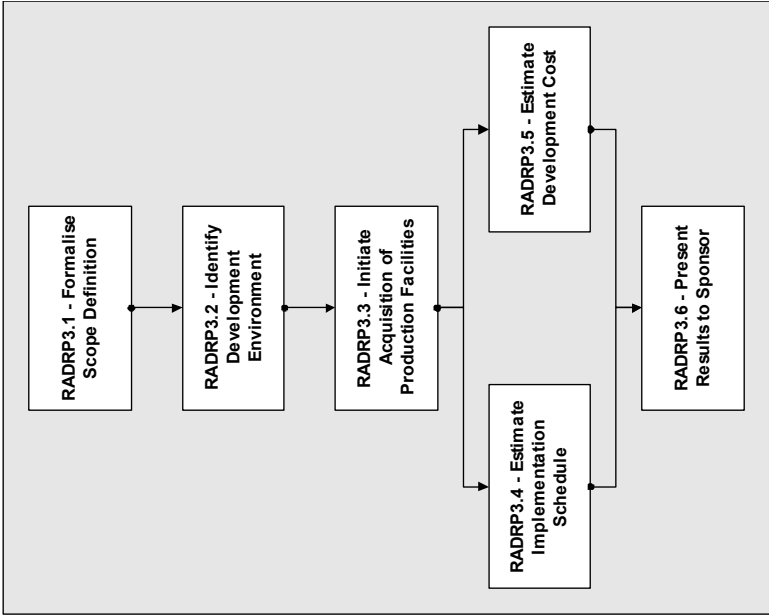 RADRP3.1 - Formalise
Scope Definition
RADRP3.2 - Identify
Development
Environment
RADRP3.3 - Initiate
Acquisition of
Production Facilities
RADRP3.4 - Estimate
Implementation
Schedule
RADRP3.5 - Estimate
Development Cost
RADRP3.6 - Present
Results to Sponsor